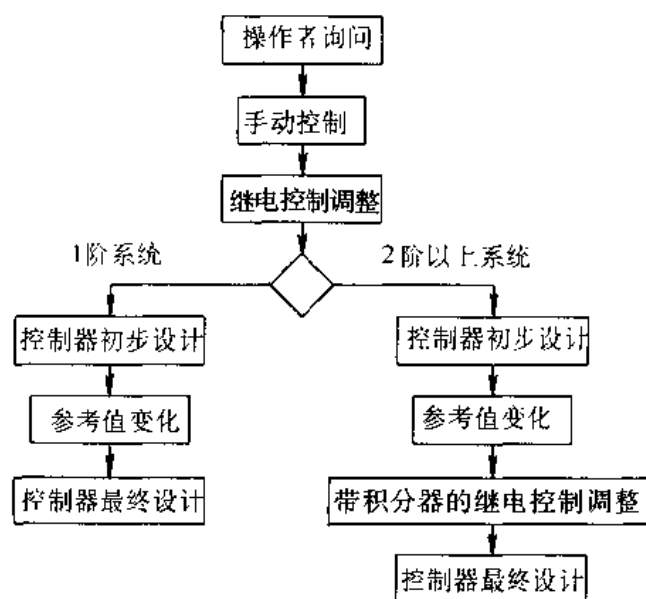 操作者询问
手动控制
继电控制调整
1阶系统
2阶以上系统
控制器初步设计
控制器初步设计
参考值变化
参考值变化
控制器最终设计
带积分器的继电控制调整
控制器最终设计